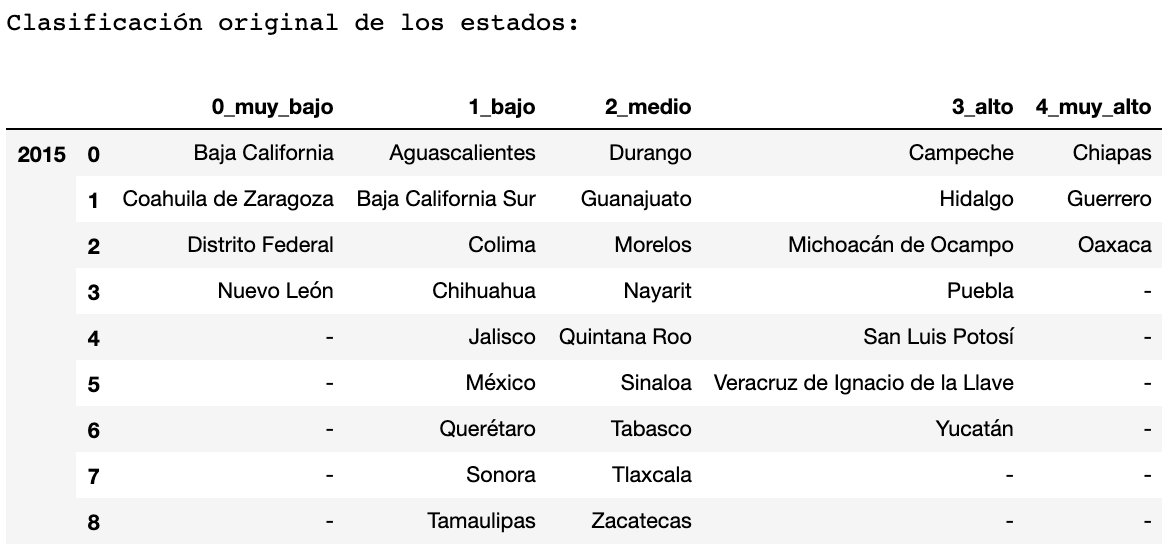 Clasificación original de los estados:
0_muy_bajo 1_bajo 2_medio 3_alto 4_muy_alto
2015 0 Baja California Aguascalientes Durango Campeche Chiapas
1 Coahuila de Zaragoza Baja California Sur Guanajuato Hidalgo Guerrero
2 Distrito Federal Colima Morelos Michoacán de Ocampo Oaxaca
3 Nuevo León Chihuahua Nayarit Puebla -
4 - Jalisco Quintana Roo San Luis Potosí -
5 - México Sinaloa Veracruz de Ignacio de la Llave -
6 - Querétaro Tabasco Yucatán -
7 - Sonora Tlaxcala - -
8 - Tamaulipas Zacatecas - -